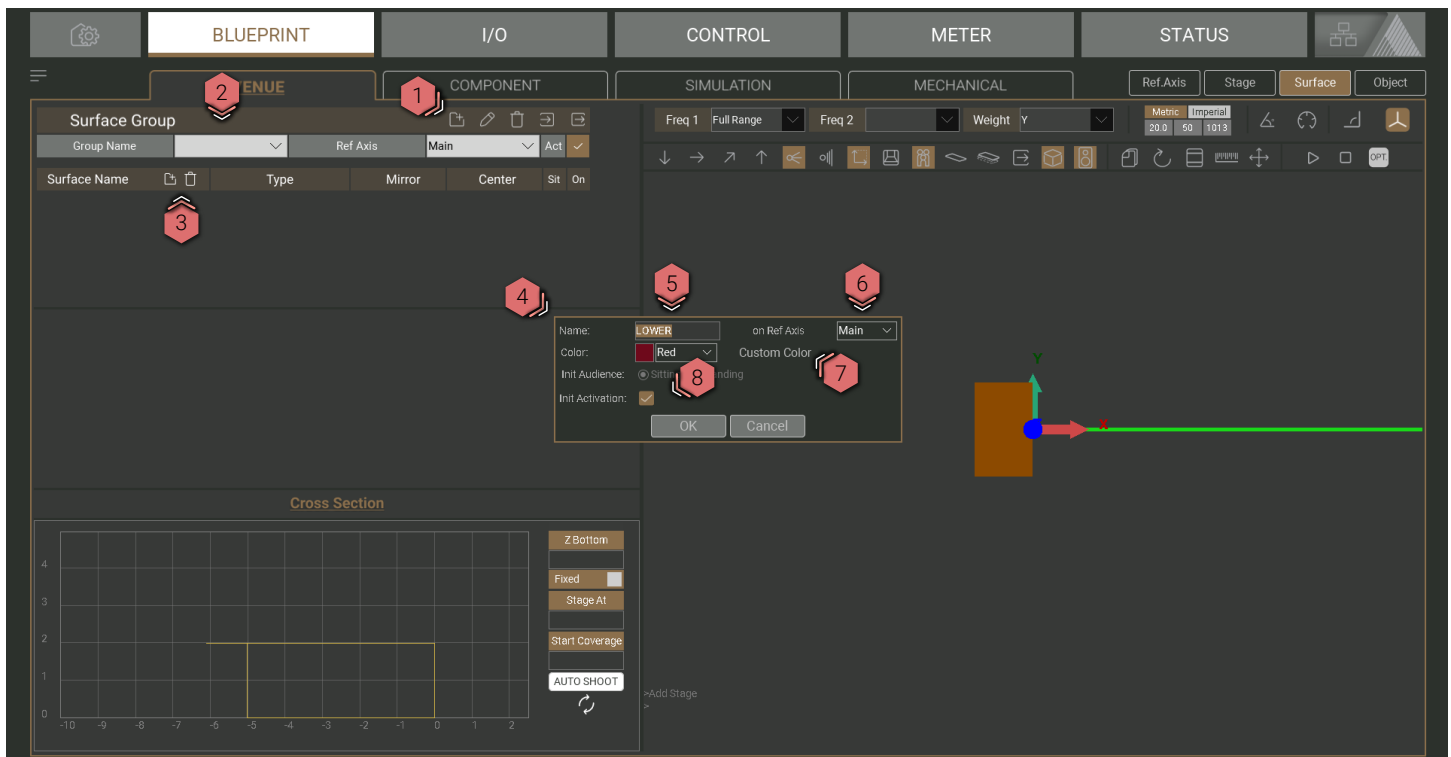 BLUEPRINT I/O CONTROL METER STATUS
2 ENUE 1 COMPONENT SIMULATION MECHANICAL Ref.Axis Stage Surface Object
Surface Group
Freq 1 Full Range Freq 2 Weight Y
Metric Imperial
20.0 50 1013
Group Name Ref Axis Main Act
OPT.
Surface Name Type Mirror Center Sit On
3
4 5 6
Name: LOWER on Ref Axis Main
Color: Red Custom Color
7
Init Audience: Sittin 8 nding
Init Activation:
OK Cancel
Y
X
Cross Section
Z Bottom
Fixed
Stage At
Start Coverage
AUTO SHOOT
4
3
2
1
0
-10 -9 -8 -7 -6 -5 -4 -3 -2 -1 0 1 2
>Add Stage
>